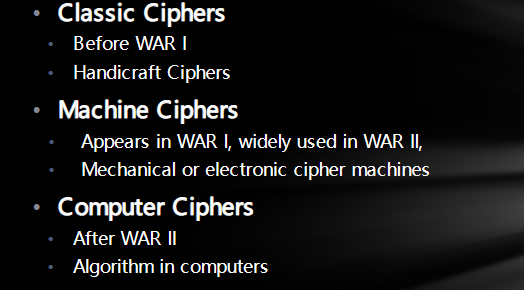 • Classic Ciphers
• Before WAR I
• Handicraft Ciphers
• Machine Ciphers
• Appears in WAR I, widely used in WAR II,
• Mechanical or electronic cipher machines
• Computer Ciphers
• After WAR II
• Algorithm in computers